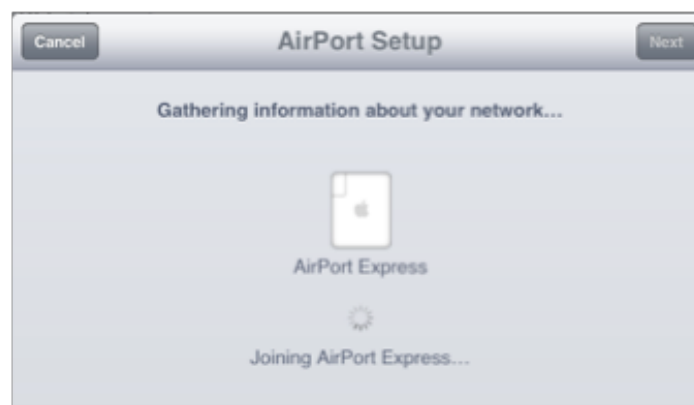 Cancel
AirPort Setup
Next
Gathering information about your network...
AirPort Express
Joining AirPort Express...